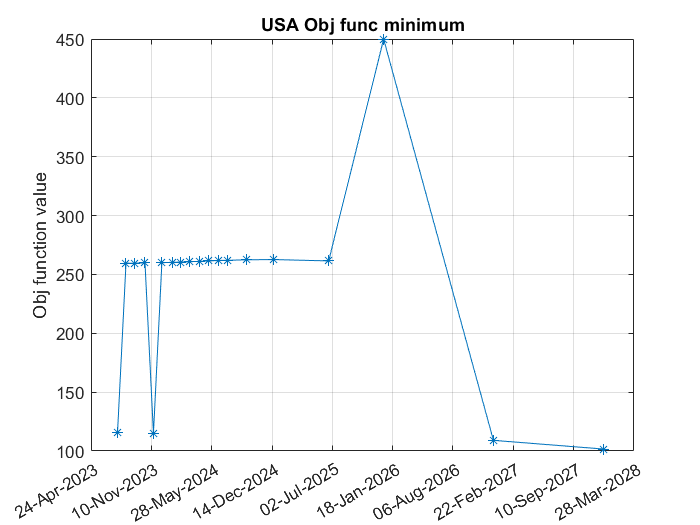 USA Obj func minimum
450
400
350
300
250
200
150
100
Obj function value
24-Apr-2023
10-Nov-2023
28-May-2024
14-Dec-2024
02-Jul-2025
18-Jan-2026
06-Aug-2026
22-Feb-2027
10-Sep-2027
28-Mar-2028